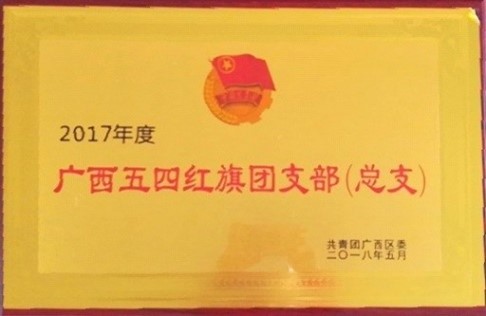 2017年度
广西五四红旗团支部(总支)
共青团广西区委
二〇一八年五月